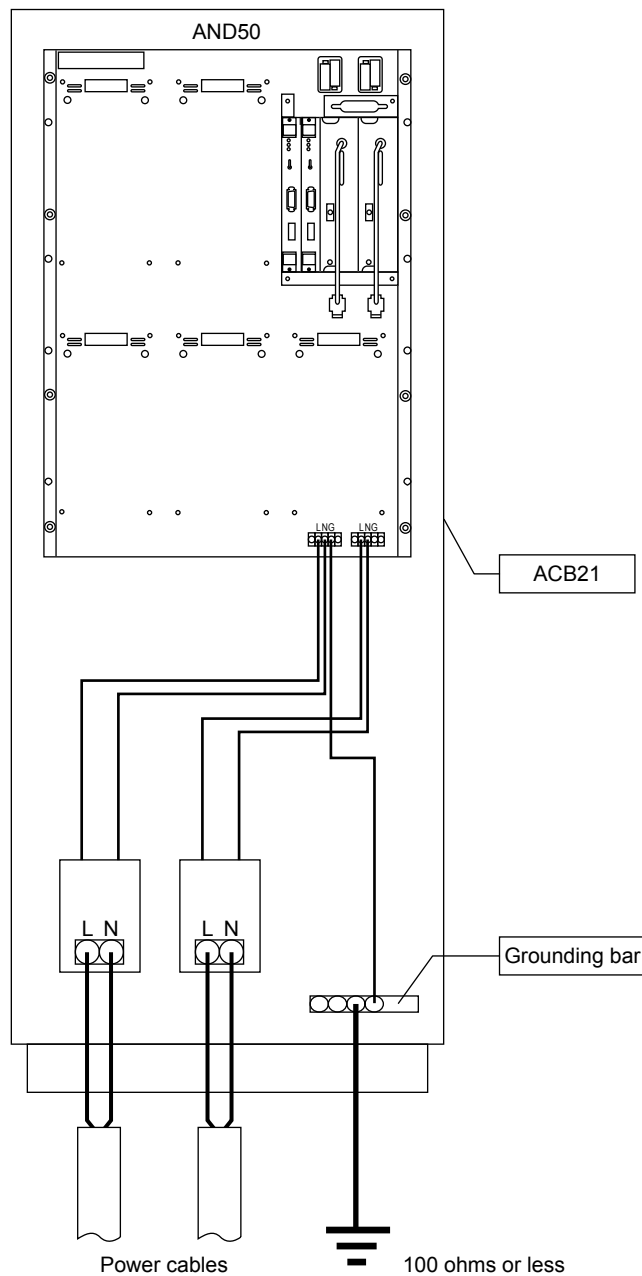 AND50
LNG LNG
ACB21
L N L N
Grounding bar
Power cables 100 ohms or less